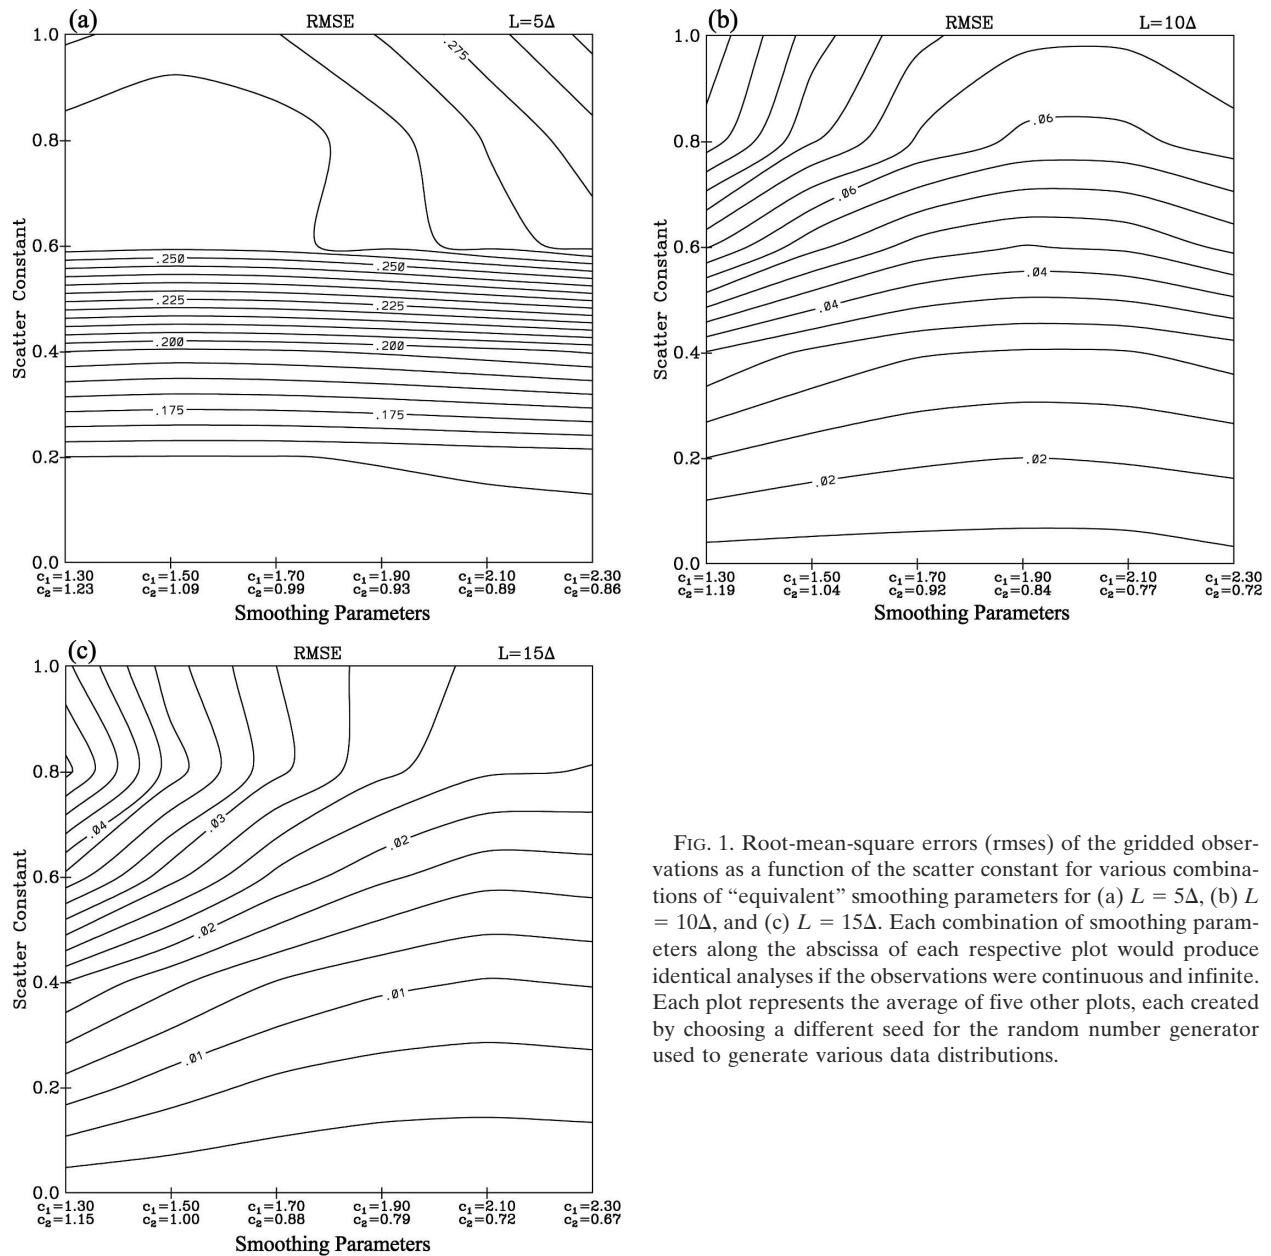 (a) RMSE L=5Δ
1.0
0.8
0.6
0.4
0.2
0.0
Scatter Constant
.275
.250 .250
.225 .225
.200 .200
.175 .175
c₁=1.30 c₁=1.50 c₁=1.70 c₁=1.90 c₁=2.10 c₁=2.30
c₂=1.23 c₂=1.09 c₂=0.99 c₂=0.93 c₂=0.89 c₂=0.86
Smoothing Parameters
(b) RMSE L=10Δ
1.0
0.8
0.6
0.4
0.2
0.0
Scatter Constant
.06
.06
.04
.04
.02
.02
c₁=1.30 c₁=1.50 c₁=1.70 c₁=1.90 c₁=2.10 c₁=2.30
c₂=1.19 c₂=1.04 c₂=0.92 c₂=0.84 c₂=0.77 c₂=0.72
Smoothing Parameters
(c) RMSE L=15Δ
1.0
0.8
0.6
0.4
0.2
0.0
Scatter Constant
.04 .03
.02
.02
.01
.01
c₁=1.30 c₁=1.50 c₁=1.70 c₁=1.90 c₁=2.10 c₁=2.30
c₂=1.15 c₂=1.00 c₂=0.88 c₂=0.79 c₂=0.72 c₂=0.67
Smoothing Parameters
FIG. 1. Root-mean-square errors (rmses) of the gridded obser-
vations as a function of the scatter constant for various combina-
tions of “equivalent” smoothing parameters for (a) L = 5Δ, (b) L
= 10Δ, and (c) L = 15Δ. Each combination of smoothing param-
eters along the abscissa of each respective plot would produce
identical analyses if the observations were continuous and infinite.
Each plot represents the average of five other plots, each created
by choosing a different seed for the random number generator
used to generate various data distributions.